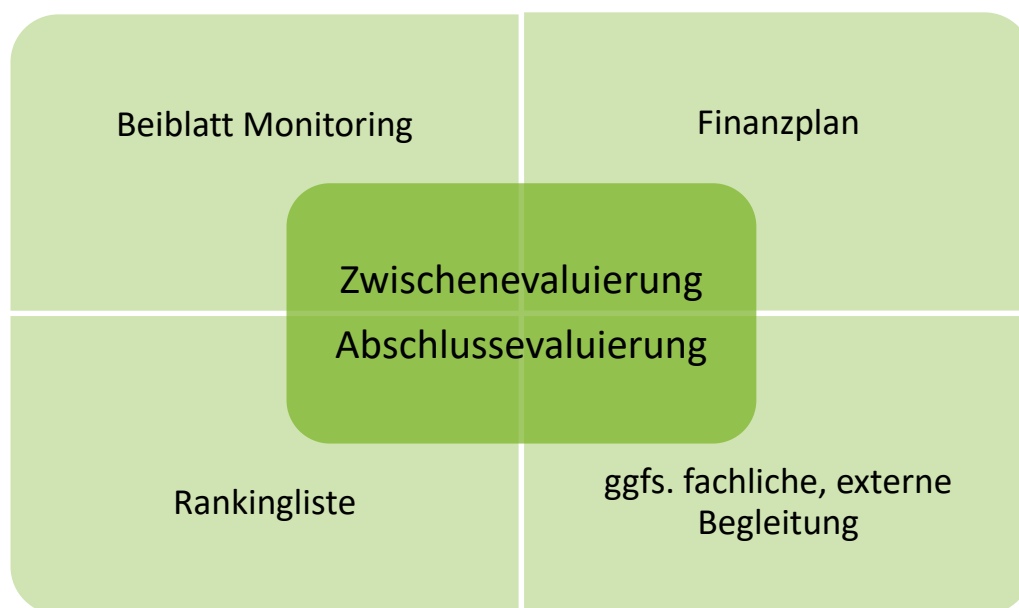 Beiblatt Monitoring
Finanzplan
Zwischenevaluierung
Abschlussevaluierung
Rankingliste
ggfs. fachliche, externe
Begleitung